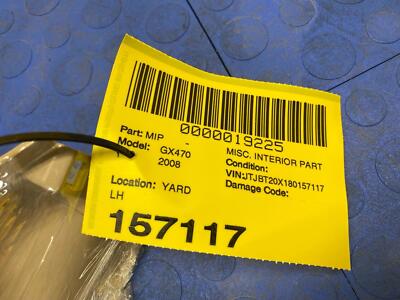 0000019225
Part: MIP -
MISC. INTERIOR PART
Model: GX470
Condition:
2008
VIN:JTJBT20X180157117
Damage Code:
Location: YARD
LH
157117